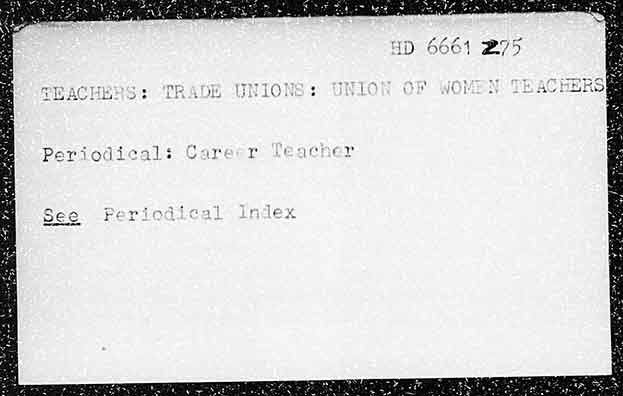 HD 6661 Z75
TEACHERS: TRADE UNIONS: UNION OF WOMEN TEACHERS
Periodical: Career Teacher
See Periodical Index